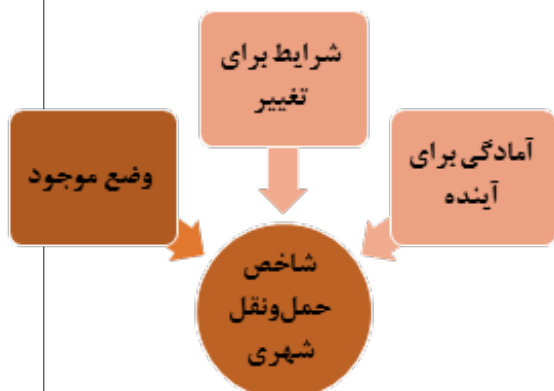 شرایط برای
تغییر
آمادگی برای
آینده
وضع موجود
شاخص
حمل‌ونقل
شهری